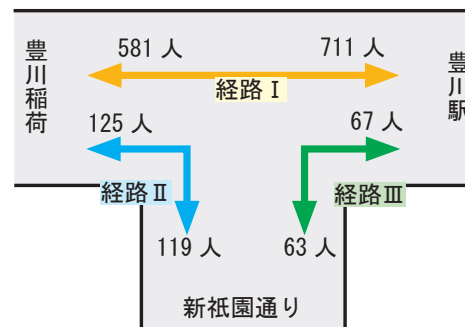 豊川稲荷
581 人
711 人
豊川駅
経路Ⅰ
125 人
67 人
経路Ⅱ
経路Ⅲ
119 人
63 人
新祇園通り